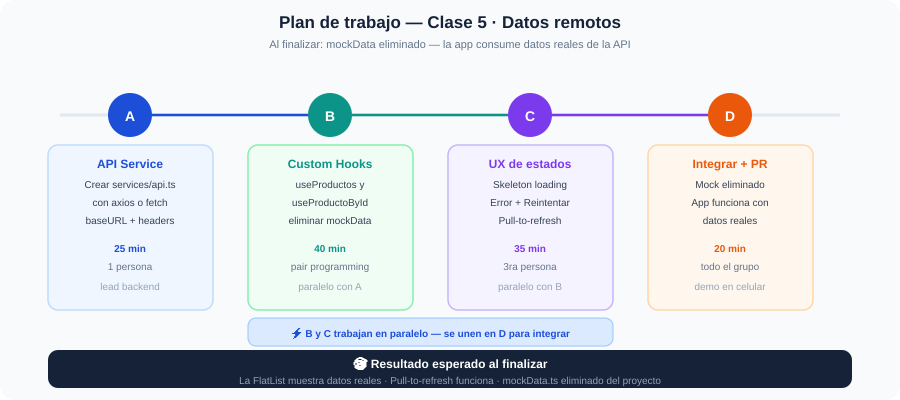 Plan de trabajo — Clase 5 · Datos remotos
Al finalizar: mockData eliminado — la app consume datos reales de la API
A
B
C
D
API Service
Crear services/api.ts
con axios o fetch
baseURL + headers
25 min
1 persona
lead backend
Custom Hooks
useProductos y
useProductoById
eliminar mockData
40 min
pair programming
paralelo con A
UX de estados
Skeleton loading
Error + Reintentar
Pull-to-refresh
35 min
3ra persona
paralelo con B
Integrar + PR
Mock eliminado
App funciona con
datos reales
20 min
todo el grupo
demo en celular
⚡ B y C trabajan en paralelo — se unen en D para integrar
Resultado esperado al finalizar
La FlatList muestra datos reales · Pull-to-refresh funciona · mockData.ts eliminado del proyecto